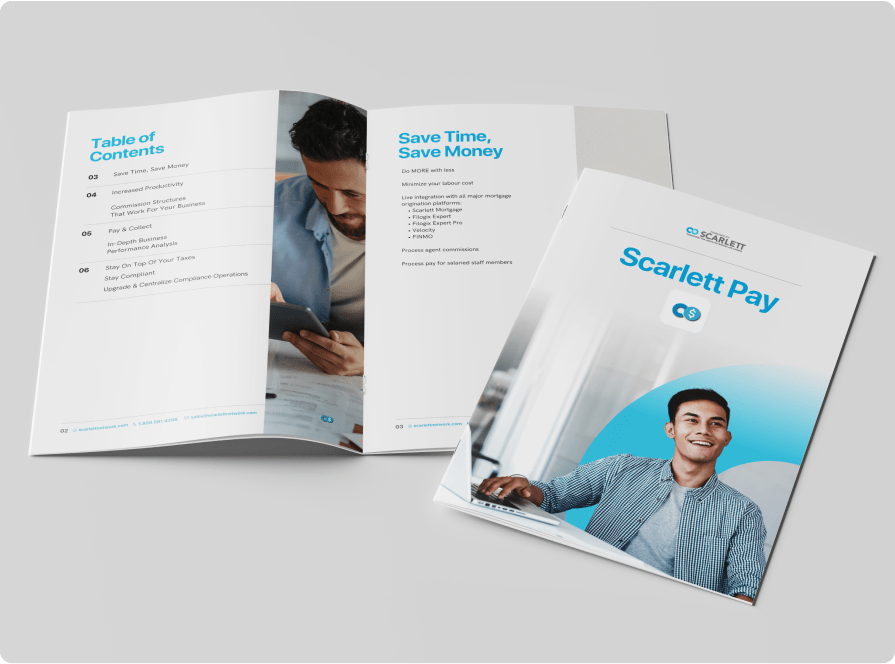 Table of
Contents
03 Save Time, Save Money
04 Increased Productivity
Commission Structures
That Work For Your Business
05 Pay & Collect
In-Depth Business
Performance Analysis
06 Stay On Top Of Your Taxes
Stay Compliant
Upgrade & Centralize Compliance Operations
02 scarlettnetwork.com
Save Time,
Save Money
Do MORE with less
Minimize your labour cost
Live integration with all major mortgage
origination platforms:
• Scarlett Mortgage
• Filogix Expert
• Filogix Expert Pro
• Velocity
• FINMO
Process agent commissions
Process pay for salaried staff members
03 scarlettnetwork.com
SCARLETT
Scarlett Pay
$